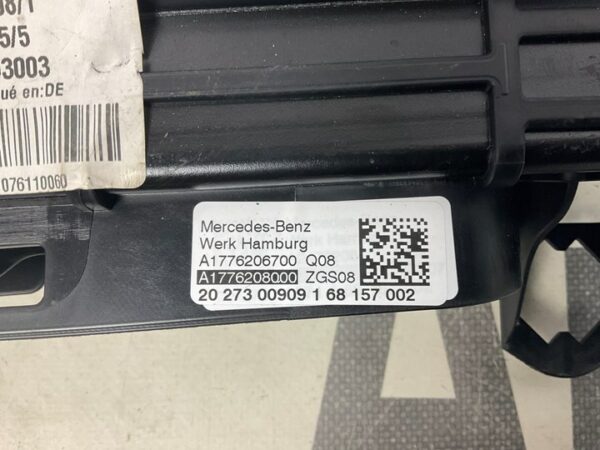 5/5
3003
ué en:DE
076110060
Mercedes-Benz
Werk Hamburg
A1776206700 Q08
A1776208000 ZGS08
20 273 00909 1 68 157 002